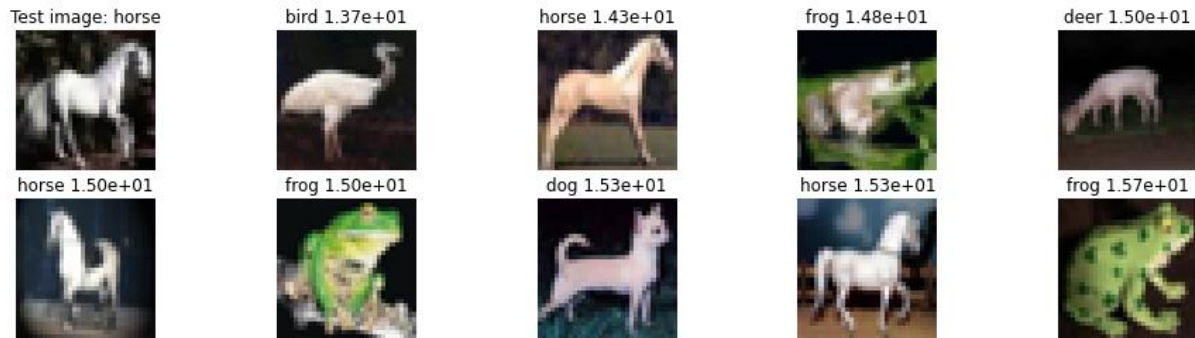 Test image: horse
bird 1.37e+01
horse 1.43e+01
frog 1.48e+01
deer 1.50e+01
horse 1.50e+01
frog 1.50e+01
dog 1.53e+01
horse 1.53e+01
frog 1.57e+01